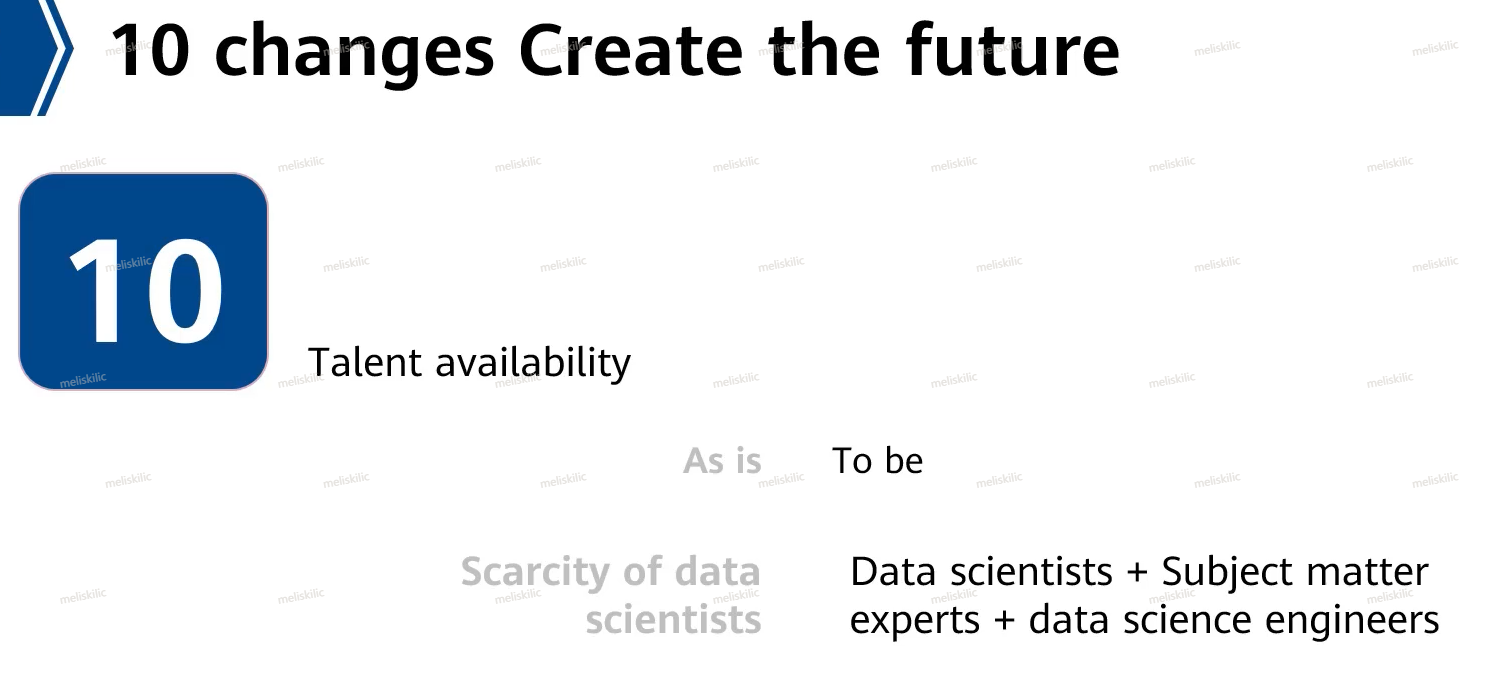 10 changes Create the future
10
Talent availability
As is
To be
Scarcity of data
scientists
Data scientists + Subject matter
experts + data science engineers
meliskilic